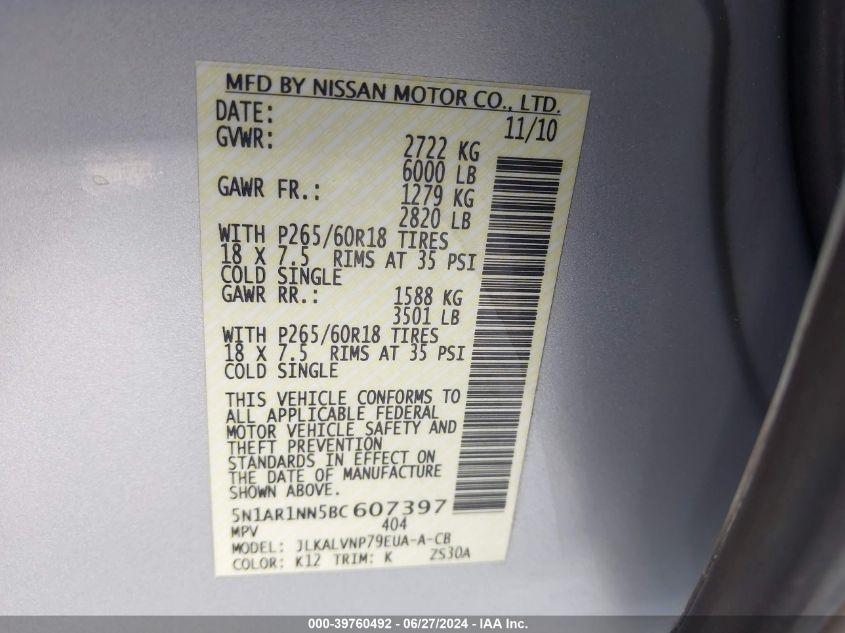 MFD BY NISSAN MOTOR CO., LTD.
DATE: 11/10
GVWR: 2722 KG
6000 LB
GAWR FR.: 1279 KG
2820 LB
WITH P265/60R18 TIRES
18 X 7.5 RIMS AT 35 PSI
COLD SINGLE
GAWR RR.: 1588 KG
3501 LB
WITH P265/60R18 TIRES
18 X 7.5 RIMS AT 35 PSI
COLD SINGLE
THIS VEHICLE CONFORMS TO
ALL APPLICABLE FEDERAL
MOTOR VEHICLE SAFETY AND
THEFT PREVENTION
STANDARDS IN EFFECT ON
THE DATE OF MANUFACTURE
SHOWN ABOVE.
5N1AR1NN5BC607397
MPV 404
MODEL: JLKALVNP79EUA-A-CB
COLOR: K12 TRIM: K ZS30A
000-39760492 - 06/27/2024 - IAA Inc.